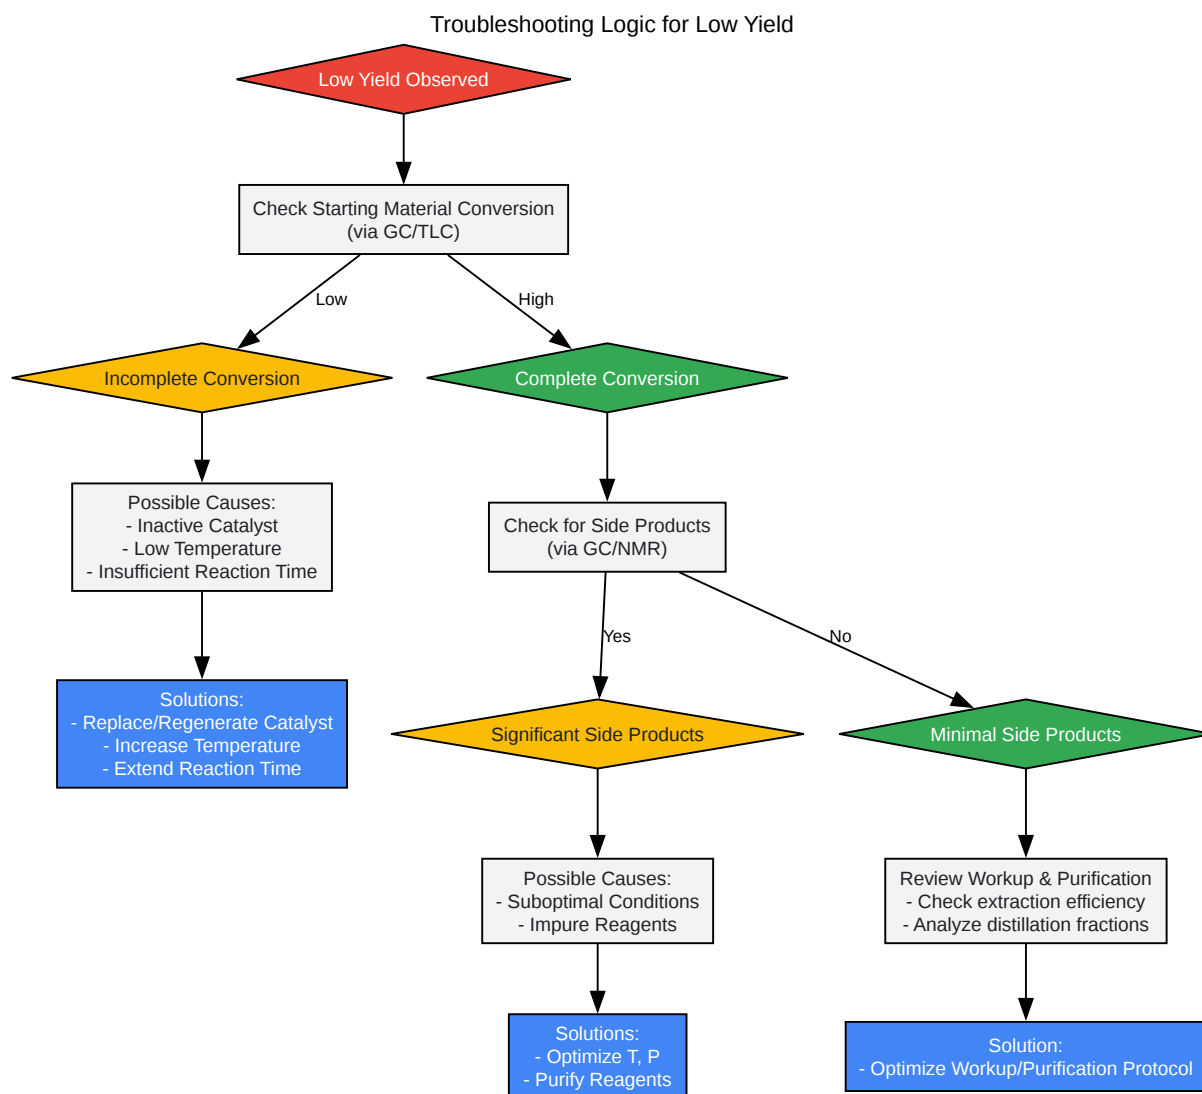 Troubleshooting Logic for Low Yield
Low Yield Observed
Check Starting Material Conversion
(via GC/TLC)
Low
High
Incomplete Conversion
Complete Conversion
Possible Causes:
- Inactive Catalyst
- Low Temperature
- Insufficient Reaction Time
Check for Side Products
(via GC/NMR)
Yes
No
Solutions:
- Replace/Regenerate Catalyst
- Increase Temperature
- Extend Reaction Time
Significant Side Products
Minimal Side Products
Possible Causes:
- Suboptimal Conditions
- Impure Reagents
Review Workup & Purification
- Check extraction efficiency
- Analyze distillation fractions
Solutions:
- Optimize T, P
- Purify Reagents
Solution:
- Optimize Workup/Purification Protocol